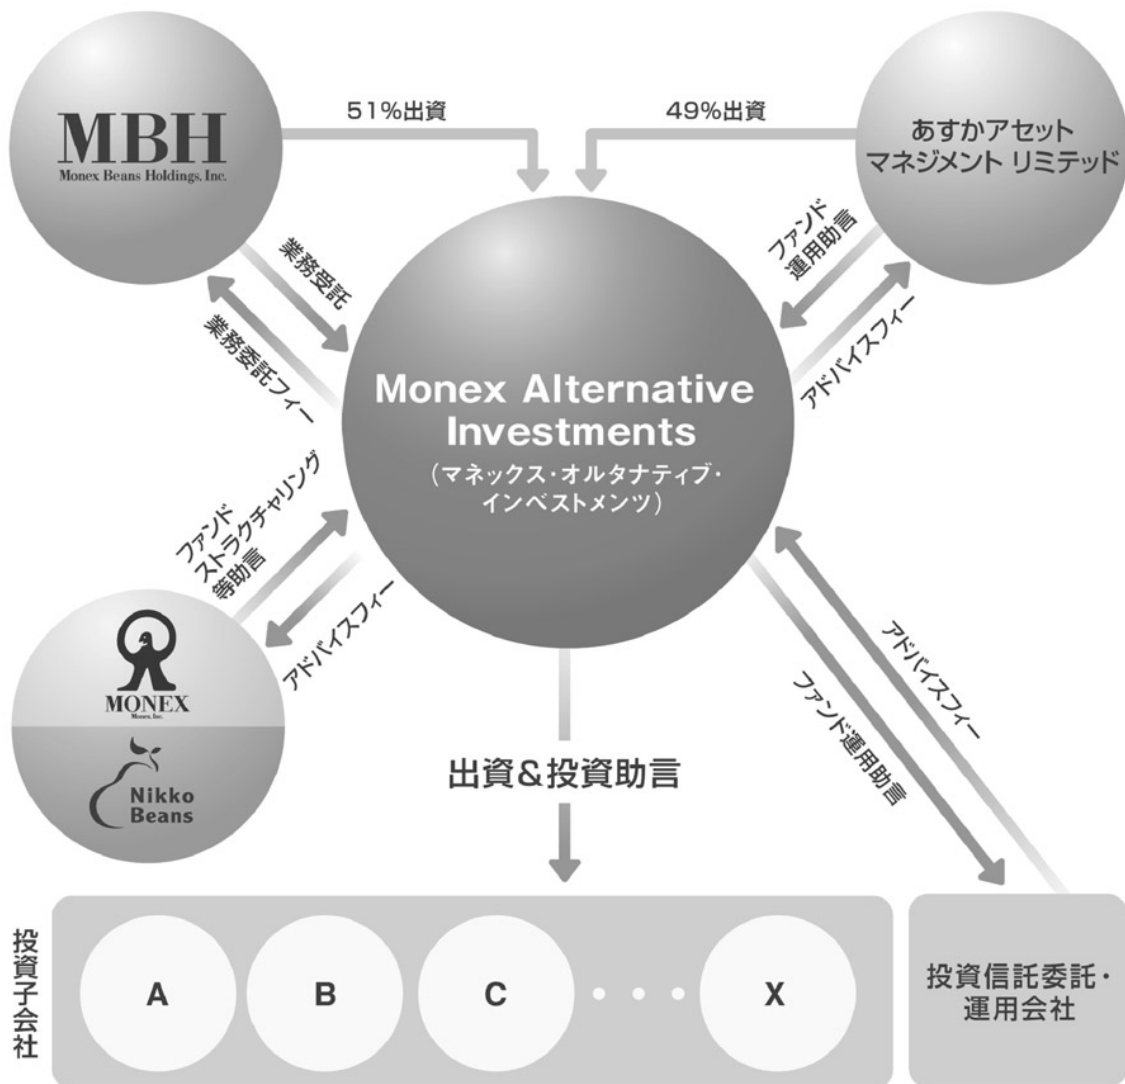 MBH
Monex Beans Holdings, Inc.
51%出資
49%出資
あすかアセット
マネジメント リミテッド
業務受託
業務委託フィー
ファンド
運用助言
アドバイスフィー
Monex Alternative
Investments
(マネックス・オルタナティブ・
インベストメンツ)
ファンド
ストラクチャリング
等助言
アドバイスフィー
MONEX
Monex, Inc.
Nikko
Beans
出資&投資助言
アドバイスフィー
ファンド運用助言
投資子会社
A
B
C
X
投資信託委託・
運用会社